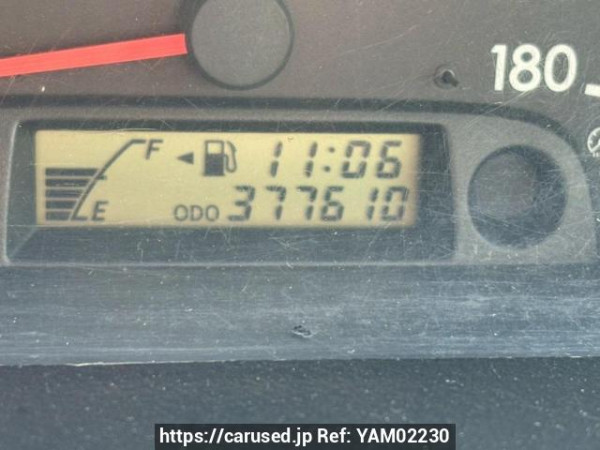 180
F 11:06
E ODO 377610
https://carused.jp Ref: YAM02230